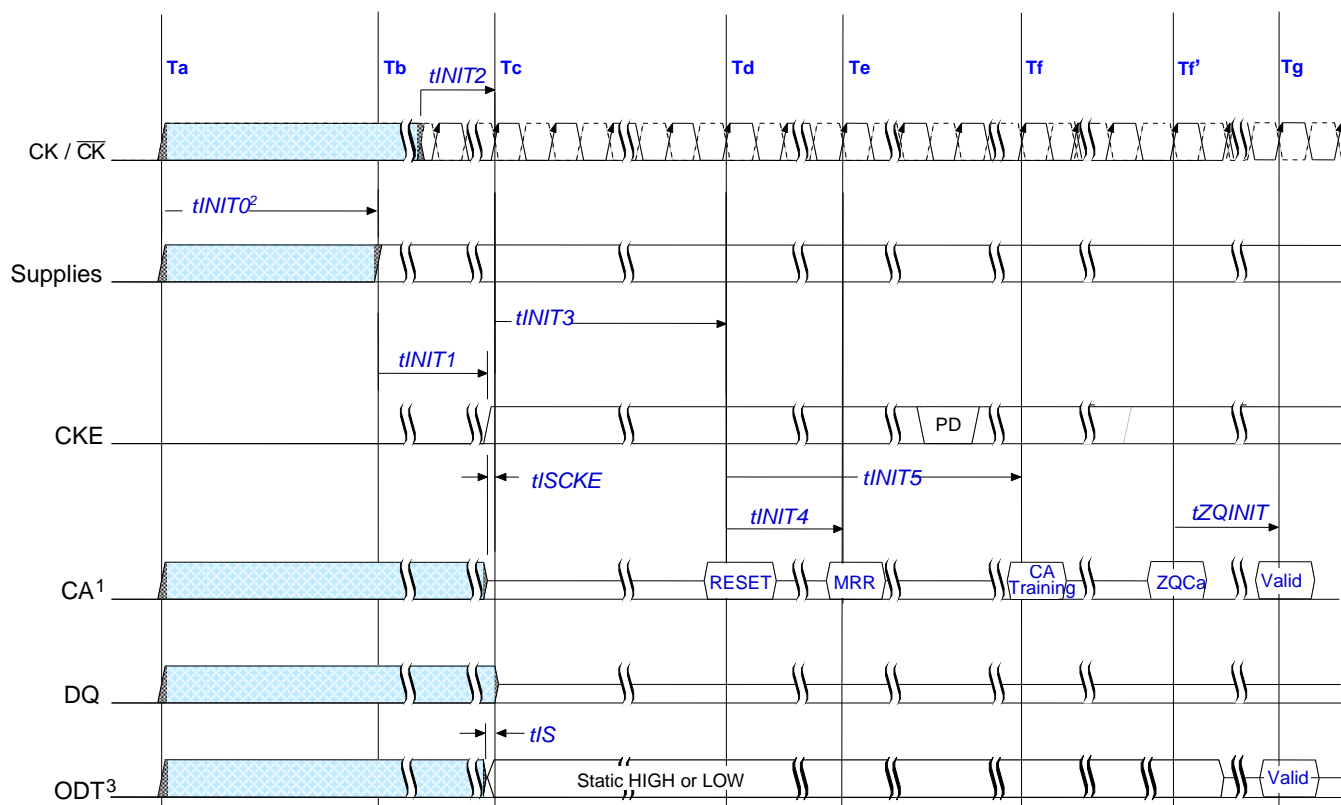 Ta Tb tINIT2 Tc Td Te Tf Tf’ Tg
CK / CK
tINIT0²
Supplies
tINIT3
tINIT1
CKE PD
tISCKE tINIT5
tINIT4 tZQINIT
CA¹ RESET MRR CA Training ZQCa Valid
DQ
tIS
ODT³ Static HIGH or LOW Valid